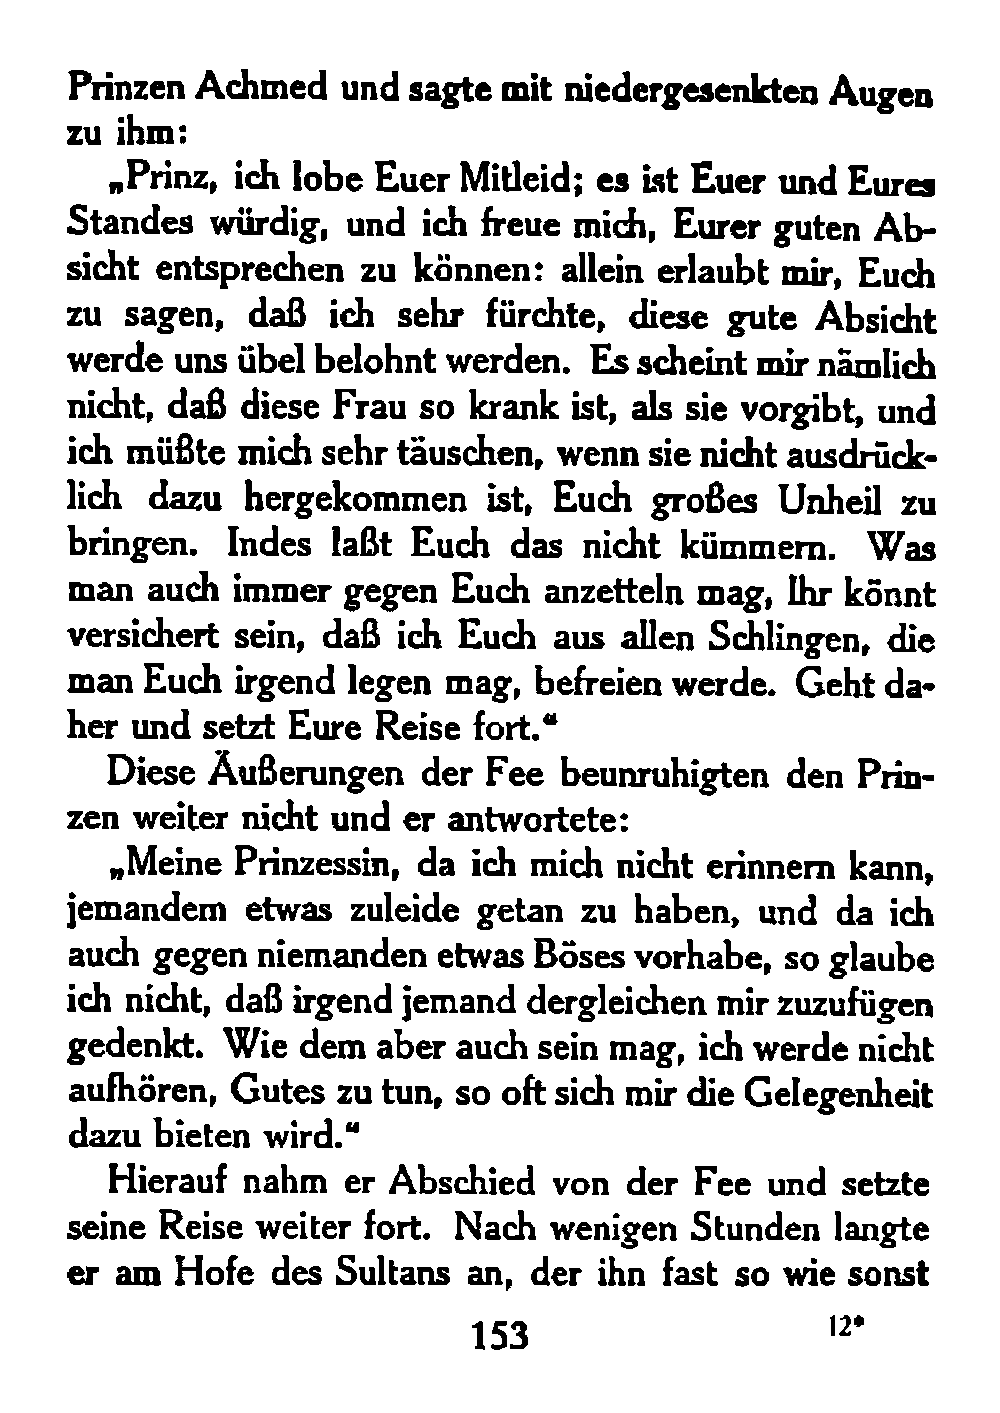 Prinzen Achmed und sagte mit niedergesenkten Augen
zu ihm:
„Prinz, ich lobe Euer Mitleid; es ist Euer und Eures
Standes würdig, und ich freue mich, Eurer guten Ab-
sicht entsprechen zu können: allein erlaubt mir, Euch
zu sagen, daß ich sehr fürchte, diese gute Absicht
werde uns übel belohnt werden. Es scheint mir nämlich
nicht, daß diese Frau so krank ist, als sie vorgibt, und
ich müßte mich sehr täuschen, wenn sie nicht ausdrück-
lich dazu hergekommen ist, Euch großes Unheil zu
bringen. Indes laßt Euch das nicht kümmern. Was
man auch immer gegen Euch anzetteln mag, Ihr könnt
versichert sein, daß ich Euch aus allen Schlingen, die
man Euch irgend legen mag, befreien werde. Geht da-
her und setzt Eure Reise fort.“
Diese Äußerungen der Fee beunruhigten den Prin-
zen weiter nicht und er antwortete:
„Meine Prinzessin, da ich mich nicht erinnern kann,
jemandem etwas zuleide getan zu haben, und da ich
auch gegen niemanden etwas Böses vorhabe, so glaube
ich nicht, daß irgend jemand dergleichen mir zuzufügen
gedenkt. Wie dem aber auch sein mag, ich werde nicht
aufhören, Gutes zu tun, so oft sich mir die Gelegenheit
dazu bieten wird.“
Hierauf nahm er Abschied von der Fee und setzte
seine Reise weiter fort. Nach wenigen Stunden langte
er am Hofe des Sultans an, der ihn fast so wie sonst
153
12*